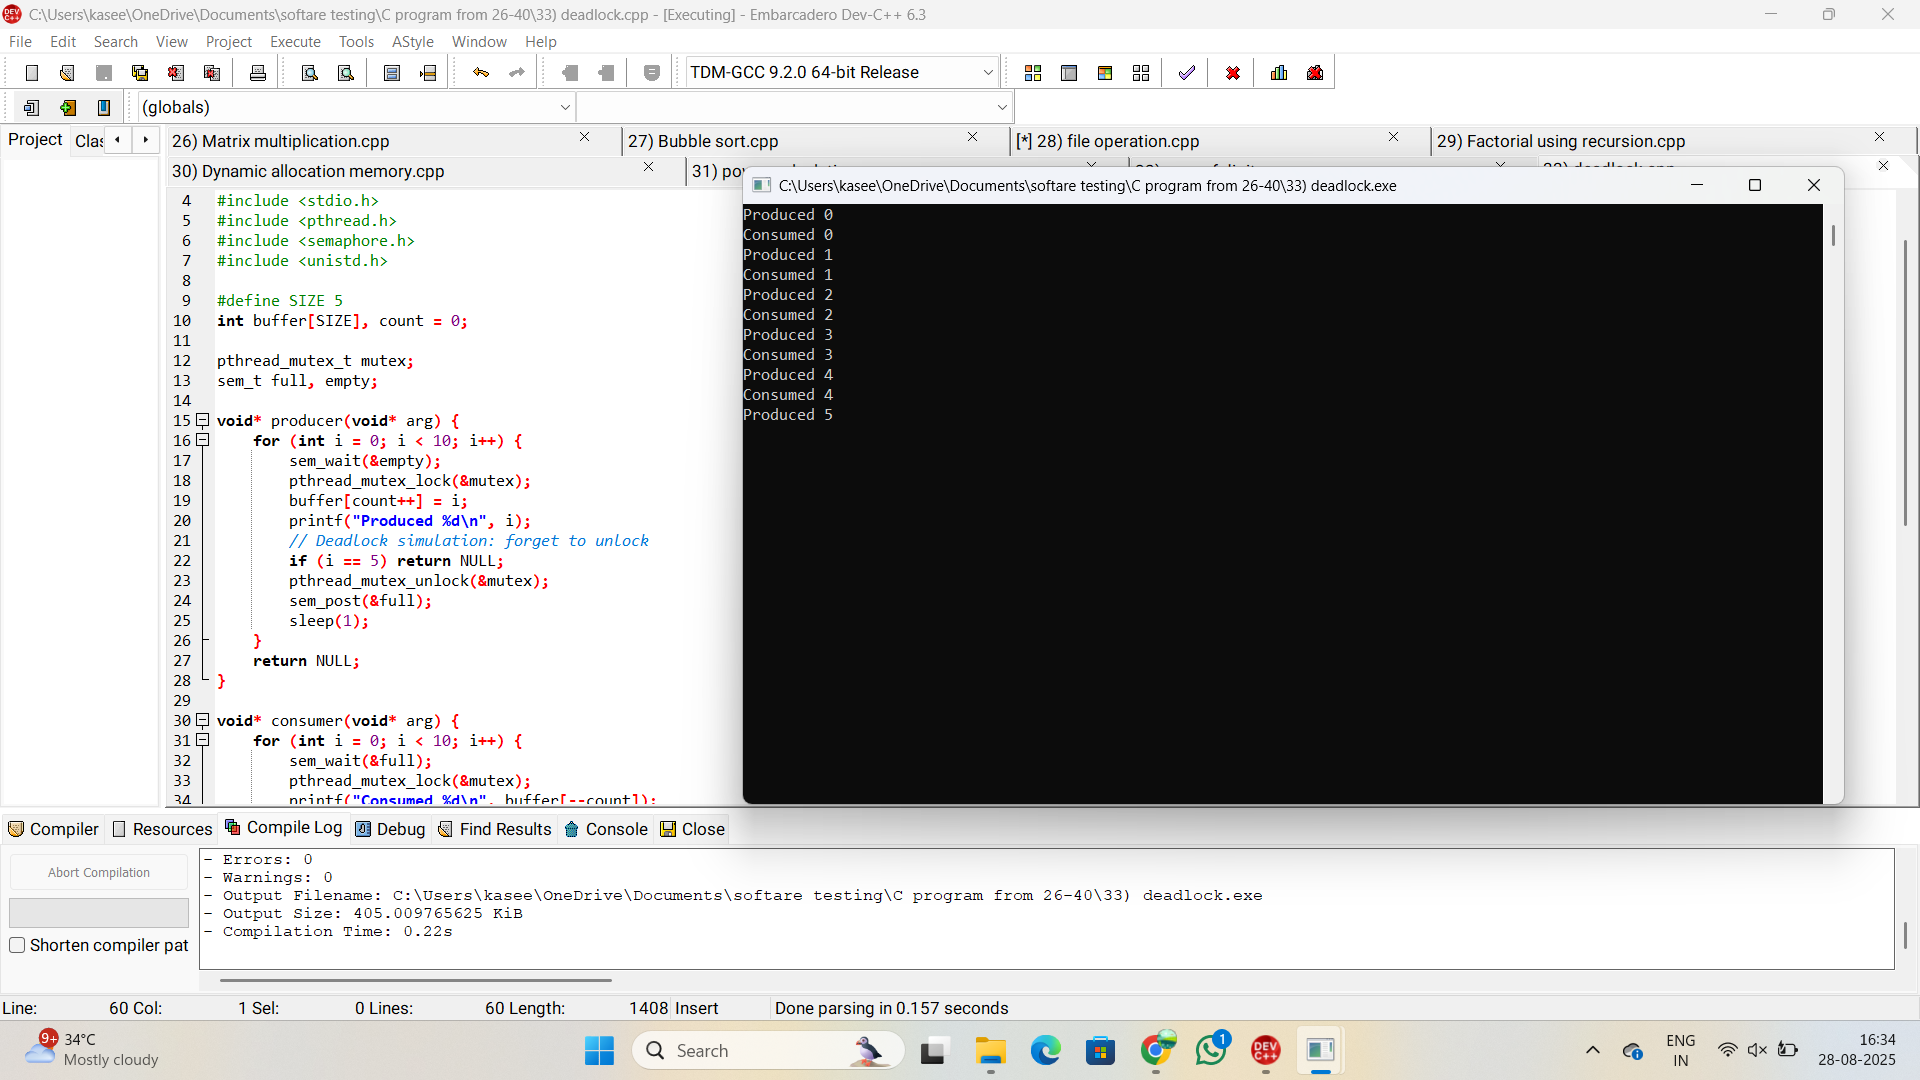 C:\Users\kasee\OneDrive\Documents\softare testing\C program from 26-40\33) deadlock.cpp - [Executing] - Embarcadero Dev-C++ 6.3
File Edit Search View Project Execute Tools AStyle Window Help
TDM-GCC 9.2.0 64-bit Release
(globals)
Project Clas
26) Matrix multiplication.cpp 27) Bubble sort.cpp [*] 28) file operation.cpp 29) Factorial using recursion.cpp
30) Dynamic allocation memory.cpp 31)
4 #include <stdio.h>
5 #include <pthread.h>
6 #include <semaphore.h>
7 #include <unistd.h>
8
9 #define SIZE 5
10 int buffer[SIZE], count = 0;
11
12 pthread_mutex_t mutex;
13 sem_t full, empty;
14
15 void* producer(void* arg) {
16 for (int i = 0; i < 10; i++) {
17 sem_wait(&empty);
18 pthread_mutex_lock(&mutex);
19 buffer[count++] = i;
20 printf("Produced %d\n", i);
21 // Deadlock simulation: forget to unlock
22 if (i == 5) return NULL;
23 pthread_mutex_unlock(&mutex);
24 sem_post(&full);
25 sleep(1);
26 }
27 return NULL;
28 }
29
30 void* consumer(void* arg) {
31 for (int i = 0; i < 10; i++) {
32 sem_wait(&full);
33 pthread_mutex_lock(&mutex);
34 printf("Consumed %d\n", buffer[--count]);
C:\Users\kasee\OneDrive\Documents\softare testing\C program from 26-40\33) deadlock.exe
Produced 0
Consumed 0
Produced 1
Consumed 1
Produced 2
Consumed 2
Produced 3
Consumed 3
Produced 4
Consumed 4
Produced 5
Compiler Resources Compile Log Debug Find Results Console Close
Abort Compilation
Shorten compiler pat
- Errors: 0
- Warnings: 0
- Output Filename: C:\Users\kasee\OneDrive\Documents\softare testing\C program from 26-40\33) deadlock.exe
- Output Size: 405.009765625 KiB
- Compilation Time: 0.22s
Line: 60 Col: 1 Sel: 0 Lines: 60 Length: 1408 Insert Done parsing in 0.157 seconds
9+
34°C
Mostly cloudy
Search
DEV C++
1
ENG
IN
16:34
28-08-2025